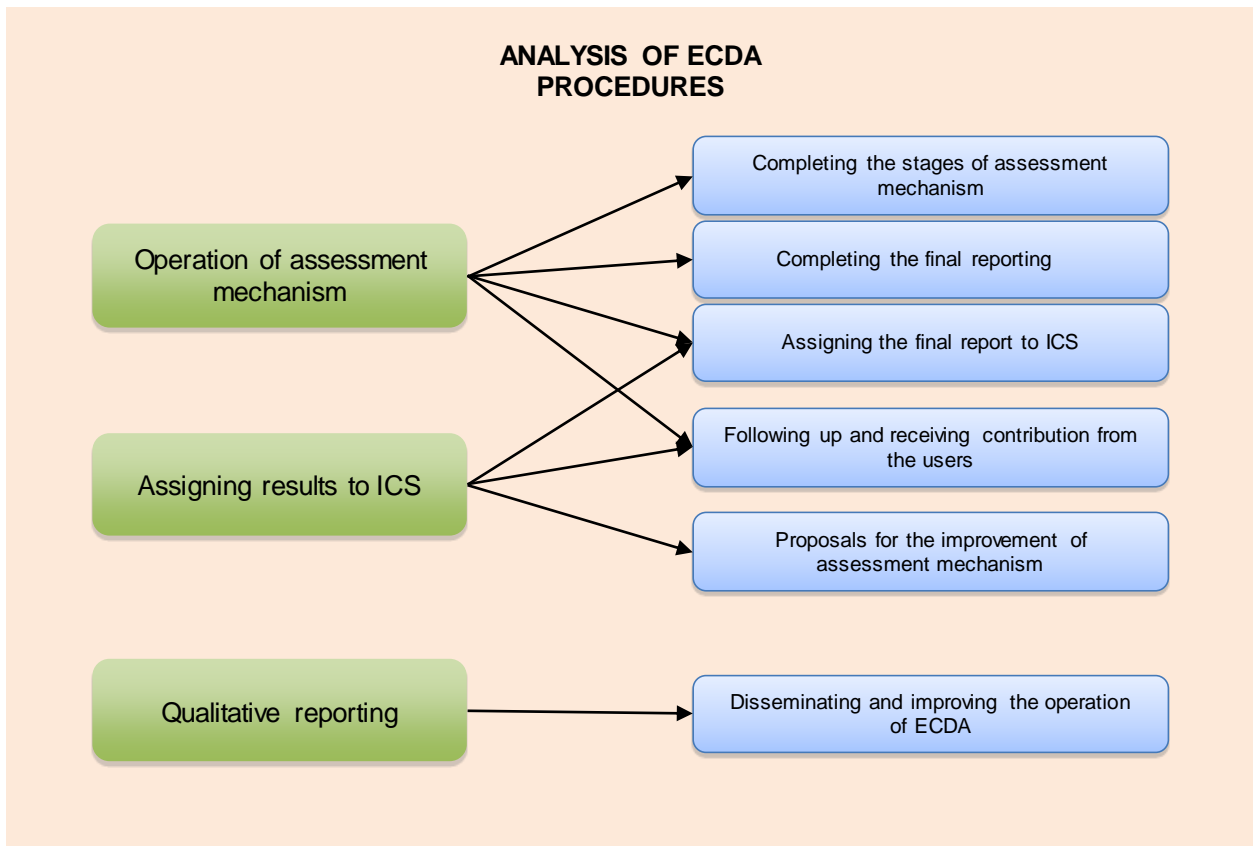 ANALYSIS OF ECDA
PROCEDURES
Operation of assessment
mechanism
Assigning results to ICS
Qualitative reporting
Completing the stages of assessment
mechanism
Completing the final reporting
Assigning the final report to ICS
Following up and receiving contribution from
the users
Proposals for the improvement of
assessment mechanism
Disseminating and improving the operation
of ECDA